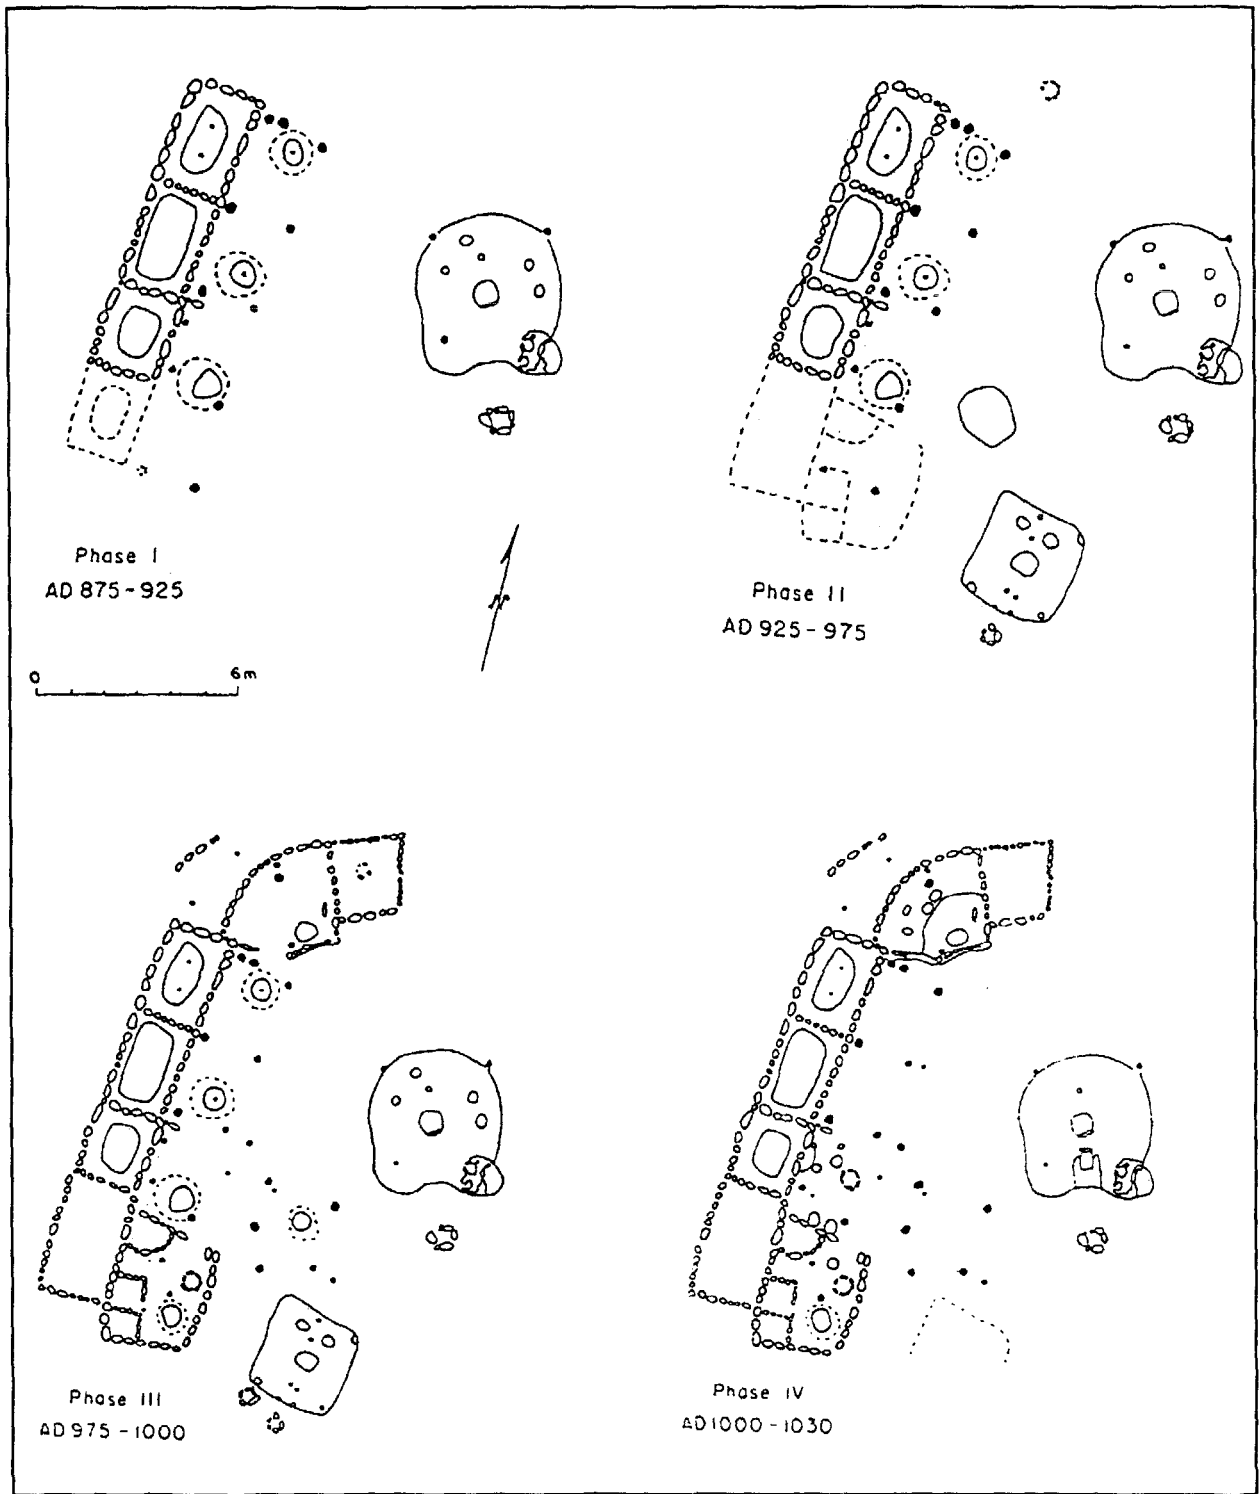 Phase I
AD 875-925
N
0 6m
Phase II
AD 925-975
Phase III
AD 975-1000
Phase IV
AD 1000-1030